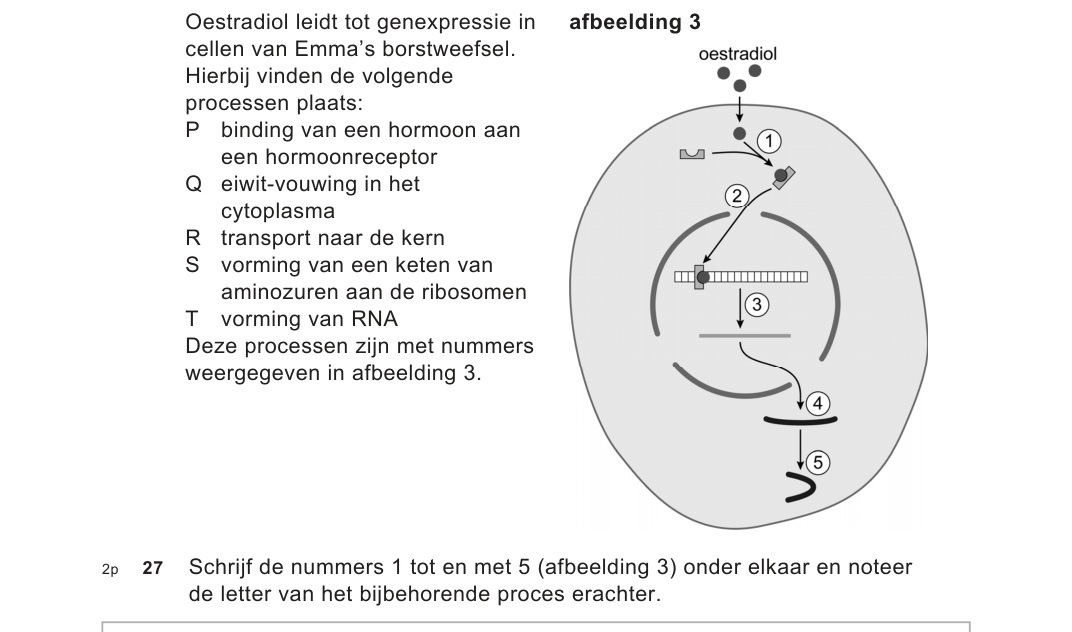 Oestradiol leidt tot genexpressie in
cellen van Emma's borstweefsel.
Hierbij vinden de volgende
processen plaats:
P binding van een hormoon aan
een hormoonreceptor
Q eiwit-vouwing in het
cytoplasma
R transport naar de kern
S vorming van een keten van
aminozuren aan de ribosomen
T vorming van RNA
Deze processen zijn met nummers
weergegeven in afbeelding 3.
afbeelding 3
oestradiol
1
2
3
4
5
2p 27 Schrijf de nummers 1 tot en met 5 (afbeelding 3) onder elkaar en noteer
de letter van het bijbehorende proces erachter.